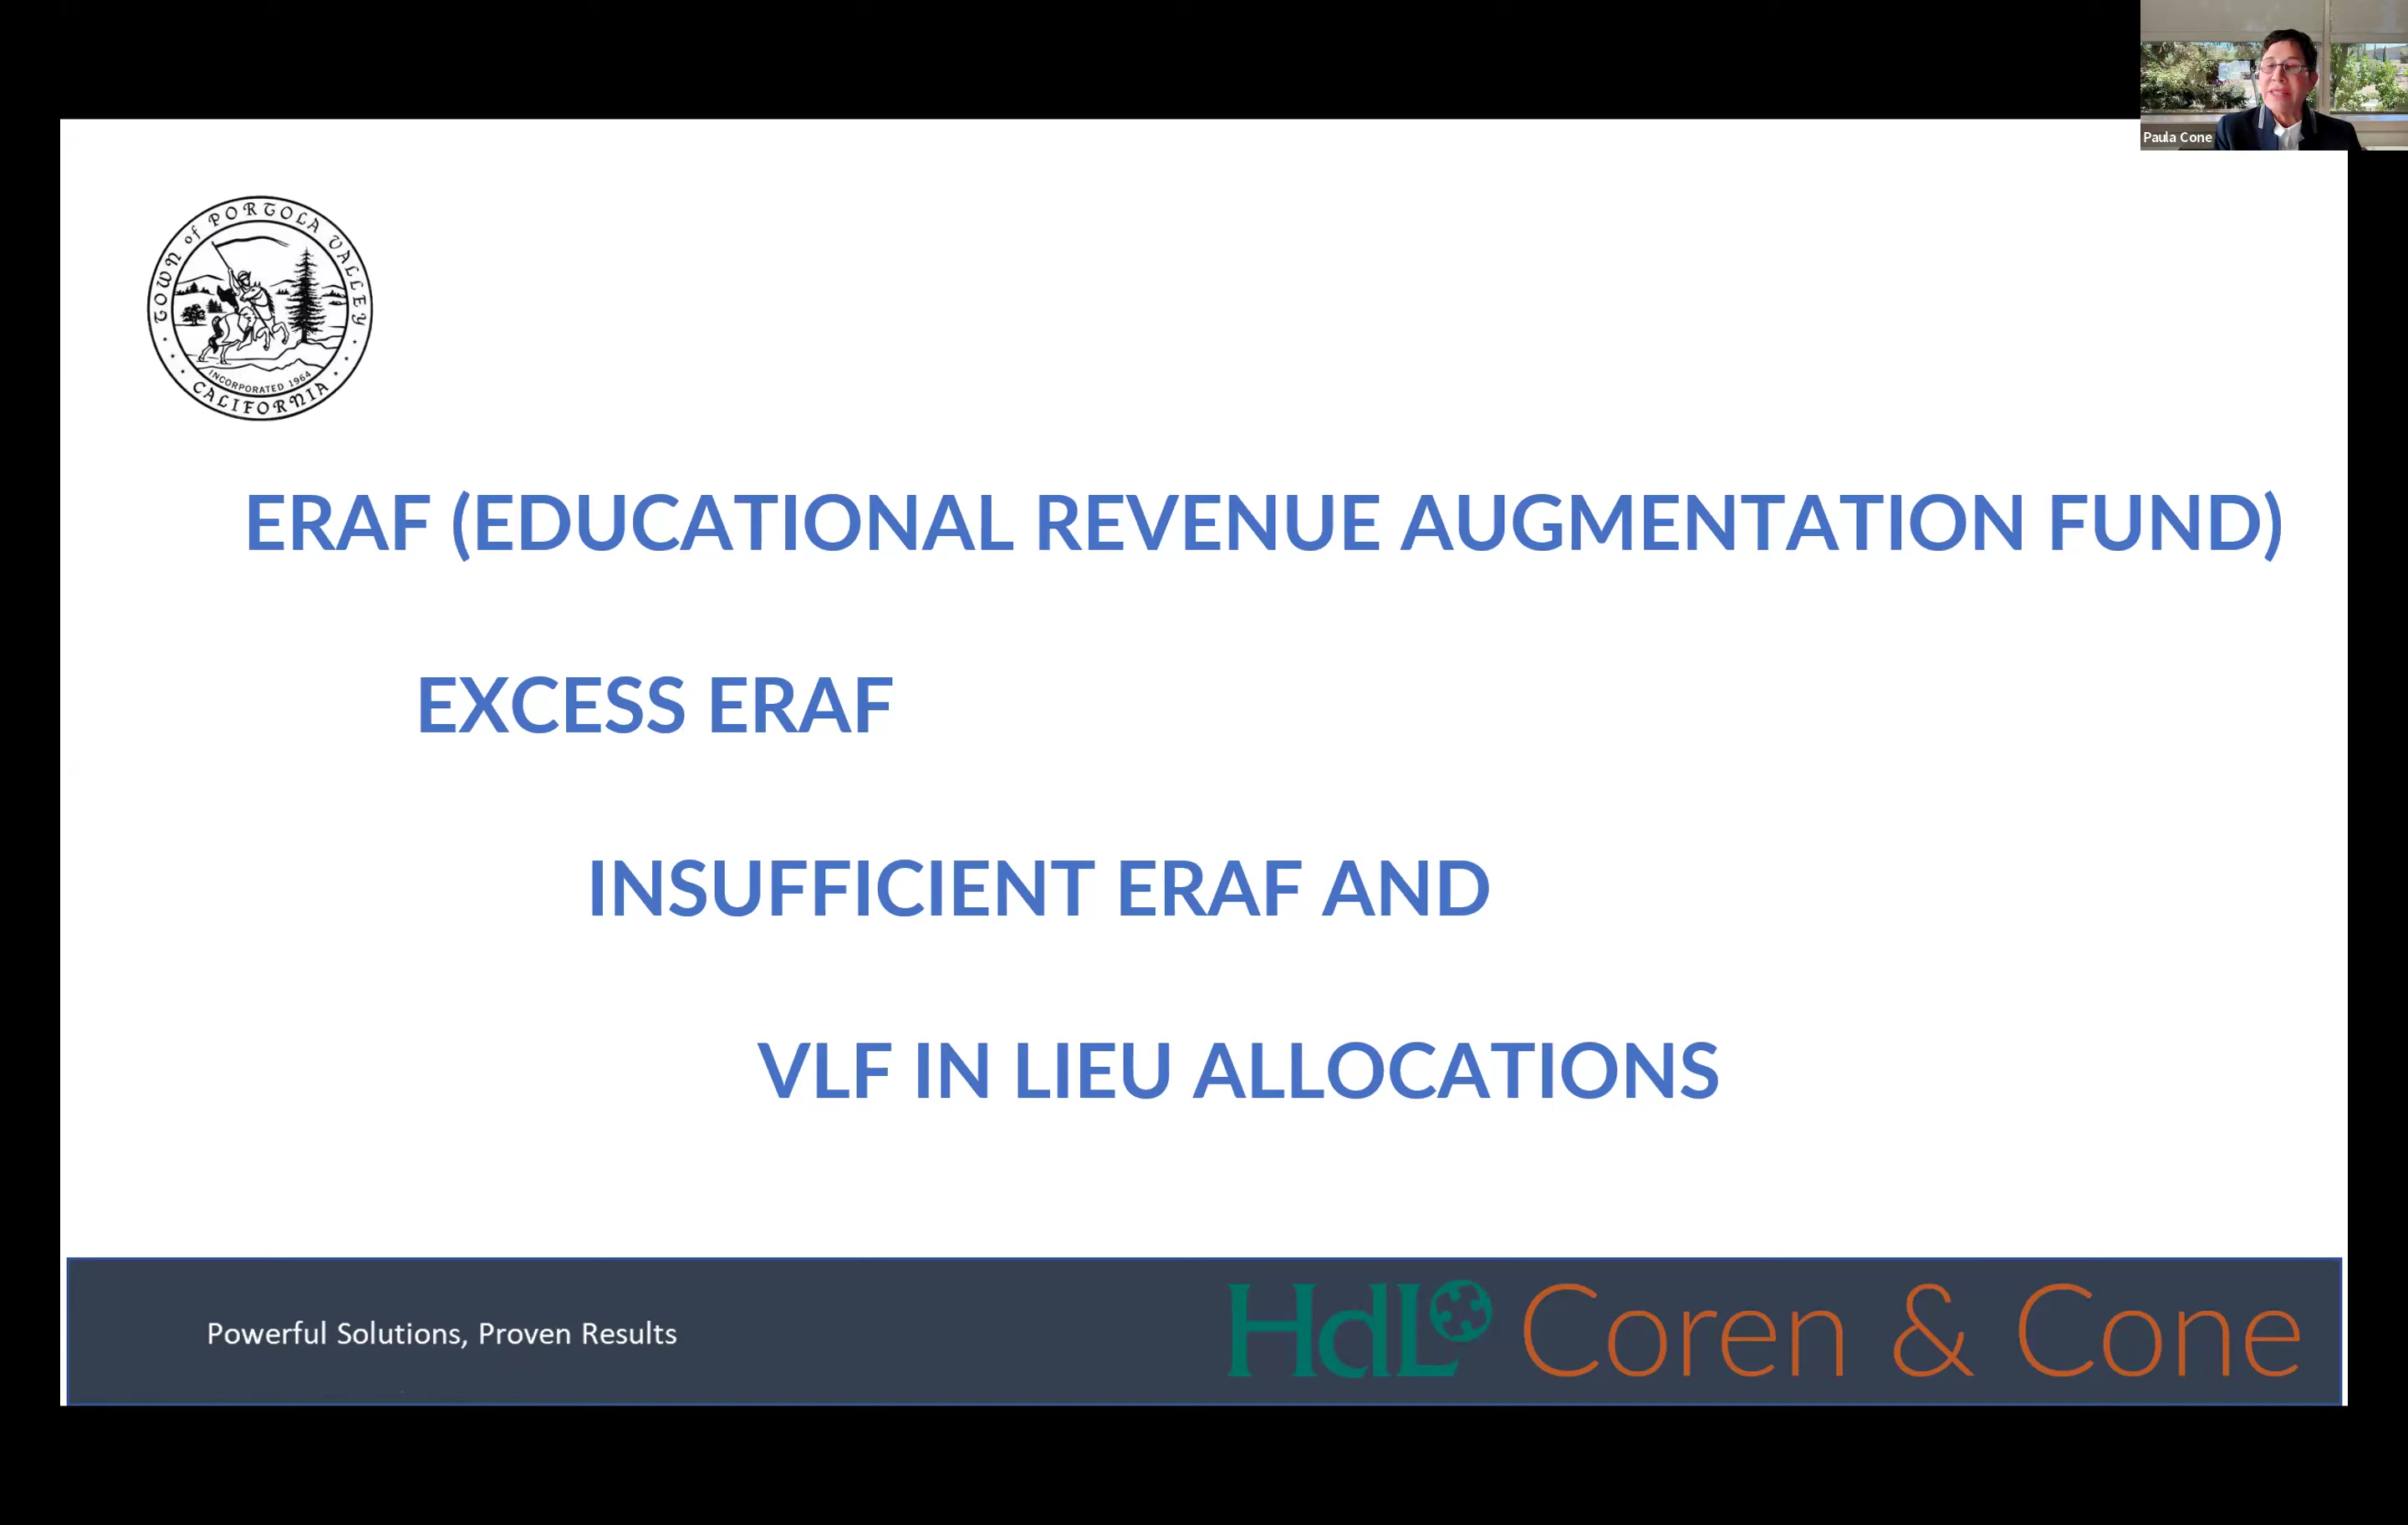 Paula Cone
TOWN of PORTOLA VALLEY
INCORPORATED 1964
CALIFORNIA
ERAF (EDUCATIONAL REVENUE AUGMENTATION FUND)
EXCESS ERAF
INSUFFICIENT ERAF AND
VLF IN LIEU ALLOCATIONS
Powerful Solutions, Proven Results
HdL Coren & Cone